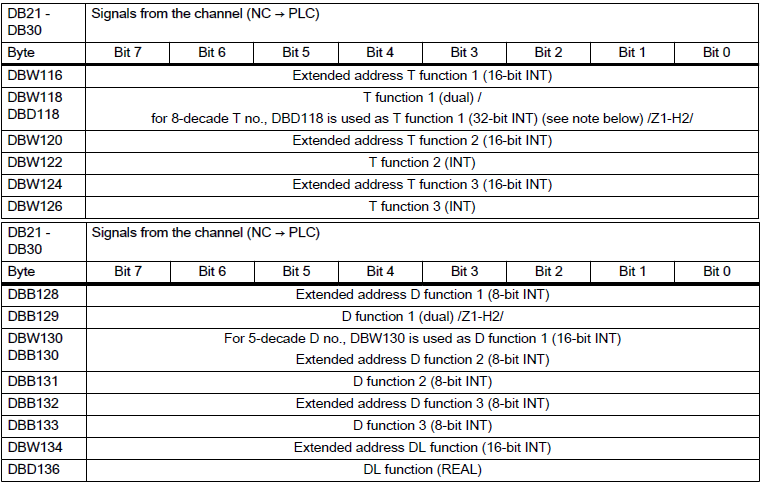 DB21 - DB30 Signals from the channel (NC → PLC)
Byte Bit 7 Bit 6 Bit 5 Bit 4 Bit 3 Bit 2 Bit 1 Bit 0
DBW116 Extended address T function 1 (16-bit INT)
DBW118 T function 1 (dual) /
DBD118 for 8-decade T no., DBD118 is used as T function 1 (32-bit INT) (see note below) /Z1-H2/
DBW120 Extended address T function 2 (16-bit INT)
DBW122 T function 2 (INT)
DBW124 Extended address T function 3 (16-bit INT)
DBW126 T function 3 (INT)
DB21 - DB30 Signals from the channel (NC → PLC)
Byte Bit 7 Bit 6 Bit 5 Bit 4 Bit 3 Bit 2 Bit 1 Bit 0
DBB128 Extended address D function 1 (8-bit INT)
DBB129 D function 1 (dual) /Z1-H2/
DBW130 For 5-decade D no., DBW130 is used as D function 1 (16-bit INT)
DBB130 Extended address D function 2 (8-bit INT)
DBB131 D function 2 (8-bit INT)
DBB132 Extended address D function 3 (8-bit INT)
DBB133 D function 3 (8-bit INT)
DBW134 Extended address DL function (16-bit INT)
DBD136 DL function (REAL)